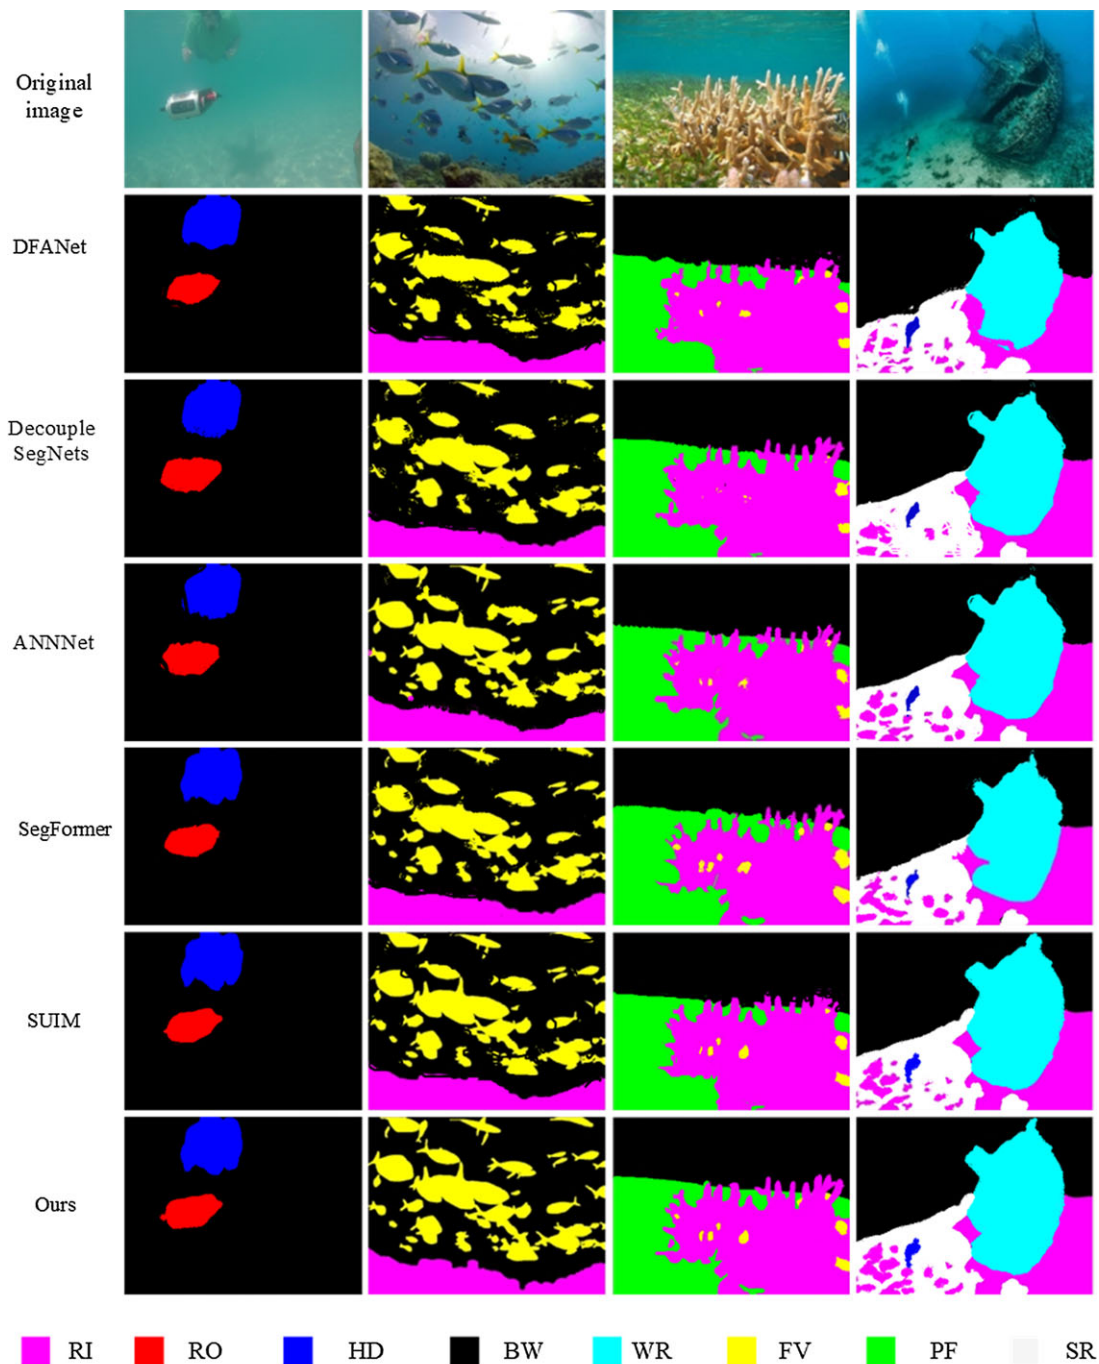 Original
image
DFANet
Decouple
SegNets
ANNNet
SegFormer
SUIM
Ours
RI RO HD BW WR FV PF SR